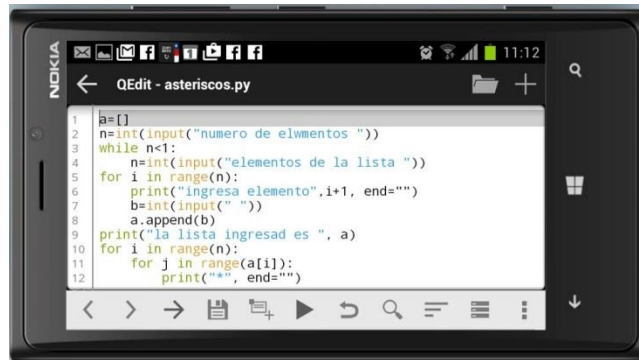 NOKIA
11:12
QEdit - asteriscos.py
1 a=[]
2 n=int(input("numero de elwmentos "))
3 while n<1:
4     n=int(input("elementos de la lista "))
5 for i in range(n):
6     print("ingresa elemento",i+1, end="")
7     b=int(input(" "))
8     a.append(b)
9 print("la lista ingresad es ", a)
10 for i in range(n):
11     for j in range(a[i]):
12         print("*", end="")